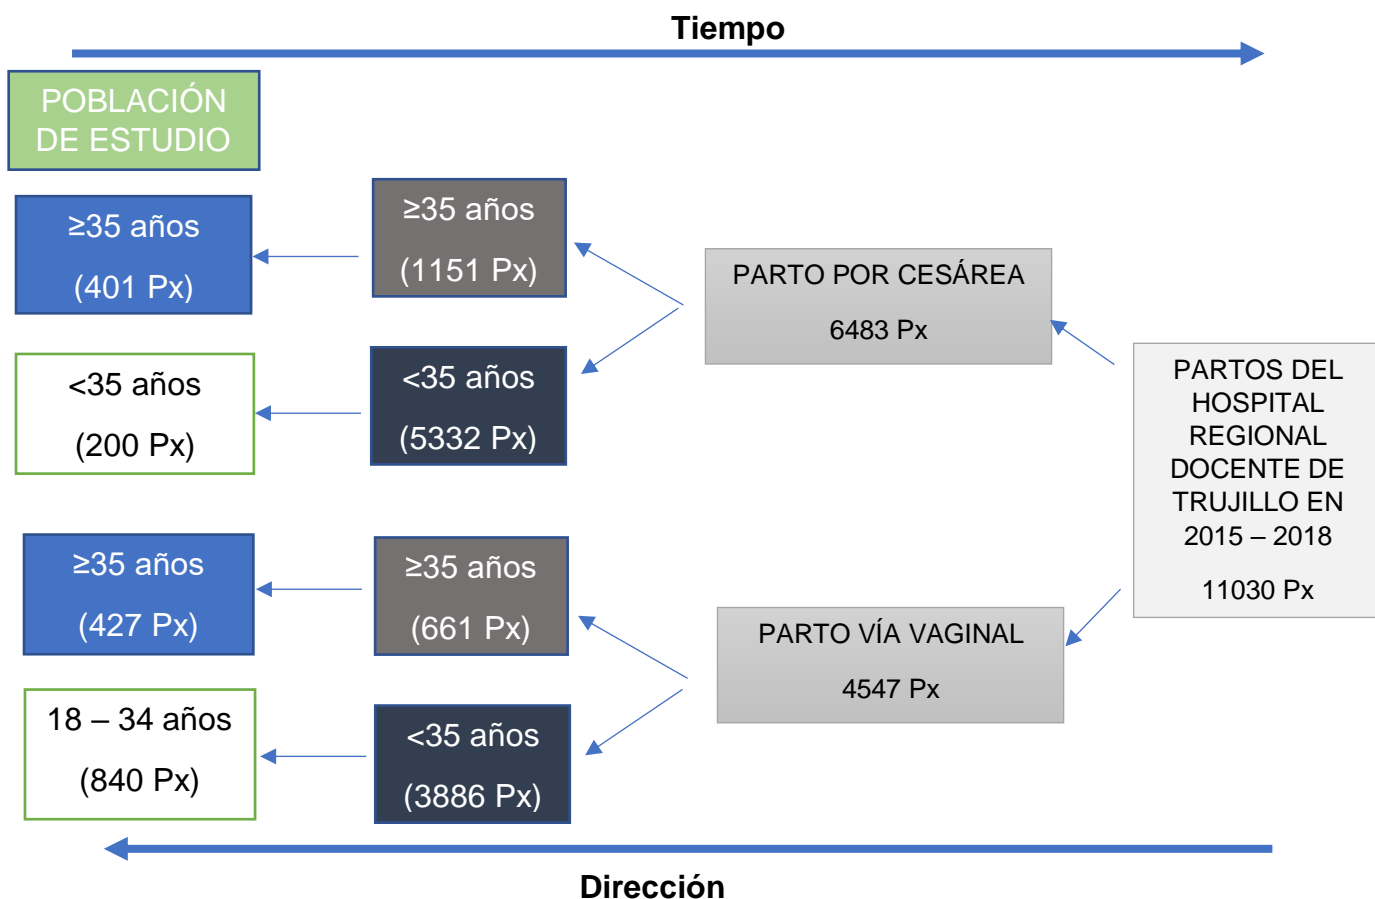 Tiempo
POBLACIÓN
DE ESTUDIO
≥35 años
(401 Px)
≥35 años
(1151 Px)
PARTO POR CESÁREA
6483 Px
<35 años
(200 Px)
<35 años
(5332 Px)
PARTOS DEL
HOSPITAL
REGIONAL
DOCENTE DE
TRUJILLO EN
2015 – 2018
11030 Px
≥35 años
(427 Px)
≥35 años
(661 Px)
PARTO VÍA VAGINAL
4547 Px
18 – 34 años
(840 Px)
<35 años
(3886 Px)
Dirección